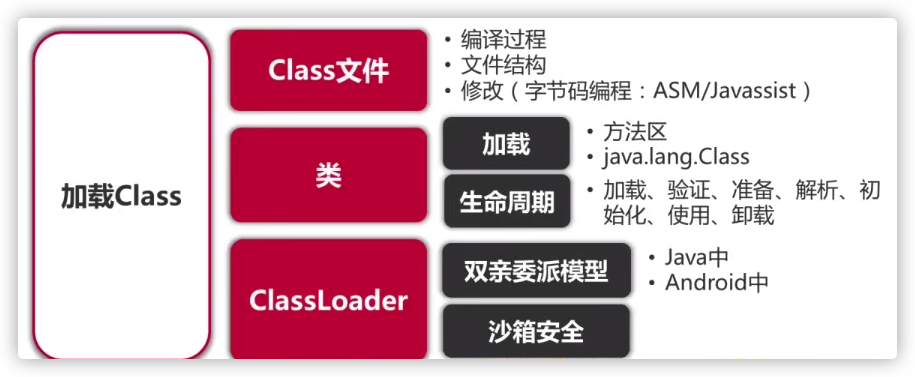 加载Class
Class文件
• 编译过程
• 文件结构
• 修改（字节码编程：ASM/Javassist）
类
加载
• 方法区
• java.lang.Class
生命周期
• 加载、验证、准备、解析、初
始化、使用、卸载
ClassLoader
双亲委派模型
• Java中
• Android中
沙箱安全